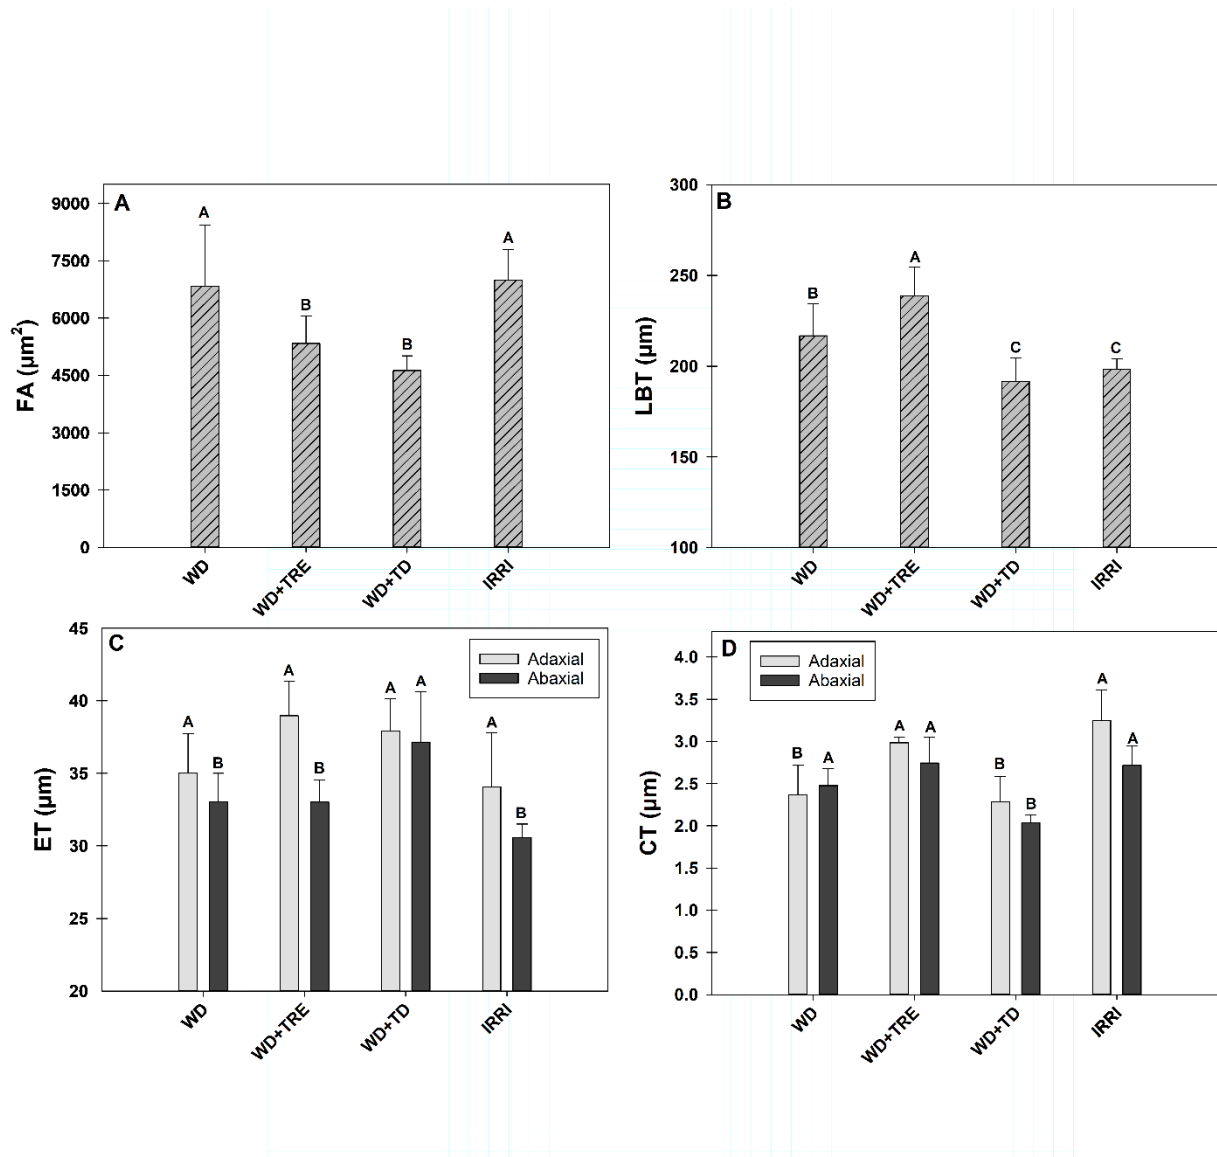 A
FA (µm²)
9000
7500
6000
4500
3000
1500
0
A
B
B
A
WD
WD+TRE
WD+TD
IRRI
B
LBT (µm)
300
250
200
150
100
B
A
C
C
WD
WD+TRE
WD+TD
IRRI
C
ET (µm)
45
40
35
30
25
20
Adaxial
Abaxial
A
B
A
B
A
A
A
B
WD
WD+TRE
WD+TD
IRRI
D
CT (µm)
4.0
3.5
3.0
2.5
2.0
1.5
1.0
0.5
0.0
Adaxial
Abaxial
B
A
A
A
B
B
A
A
WD
WD+TRE
WD+TD
IRRI